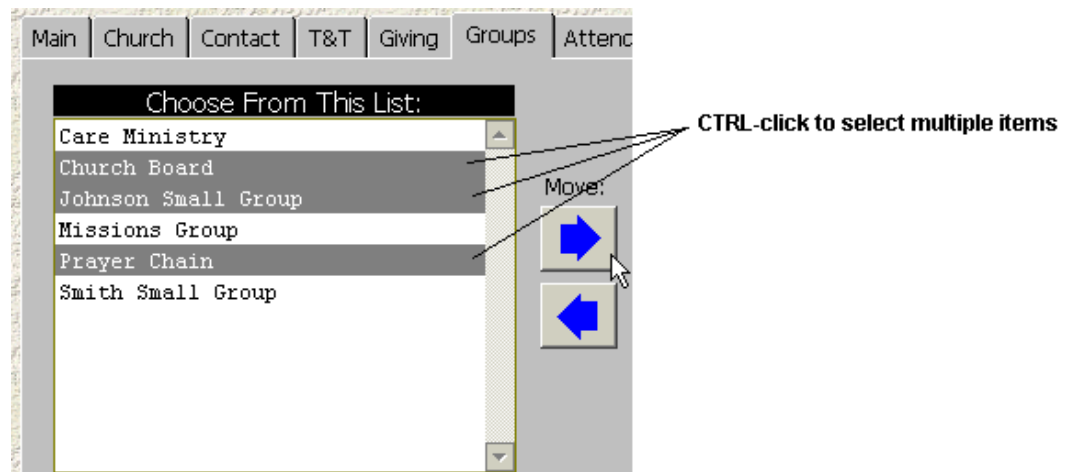 Main Church Contact T&T Giving Groups Attend
Choose From This List:
Care Ministry
Church Board
Johnson Small Group
Missions Group
Prayer Chain
Smith Small Group
Move:
CTRL-click to select multiple items